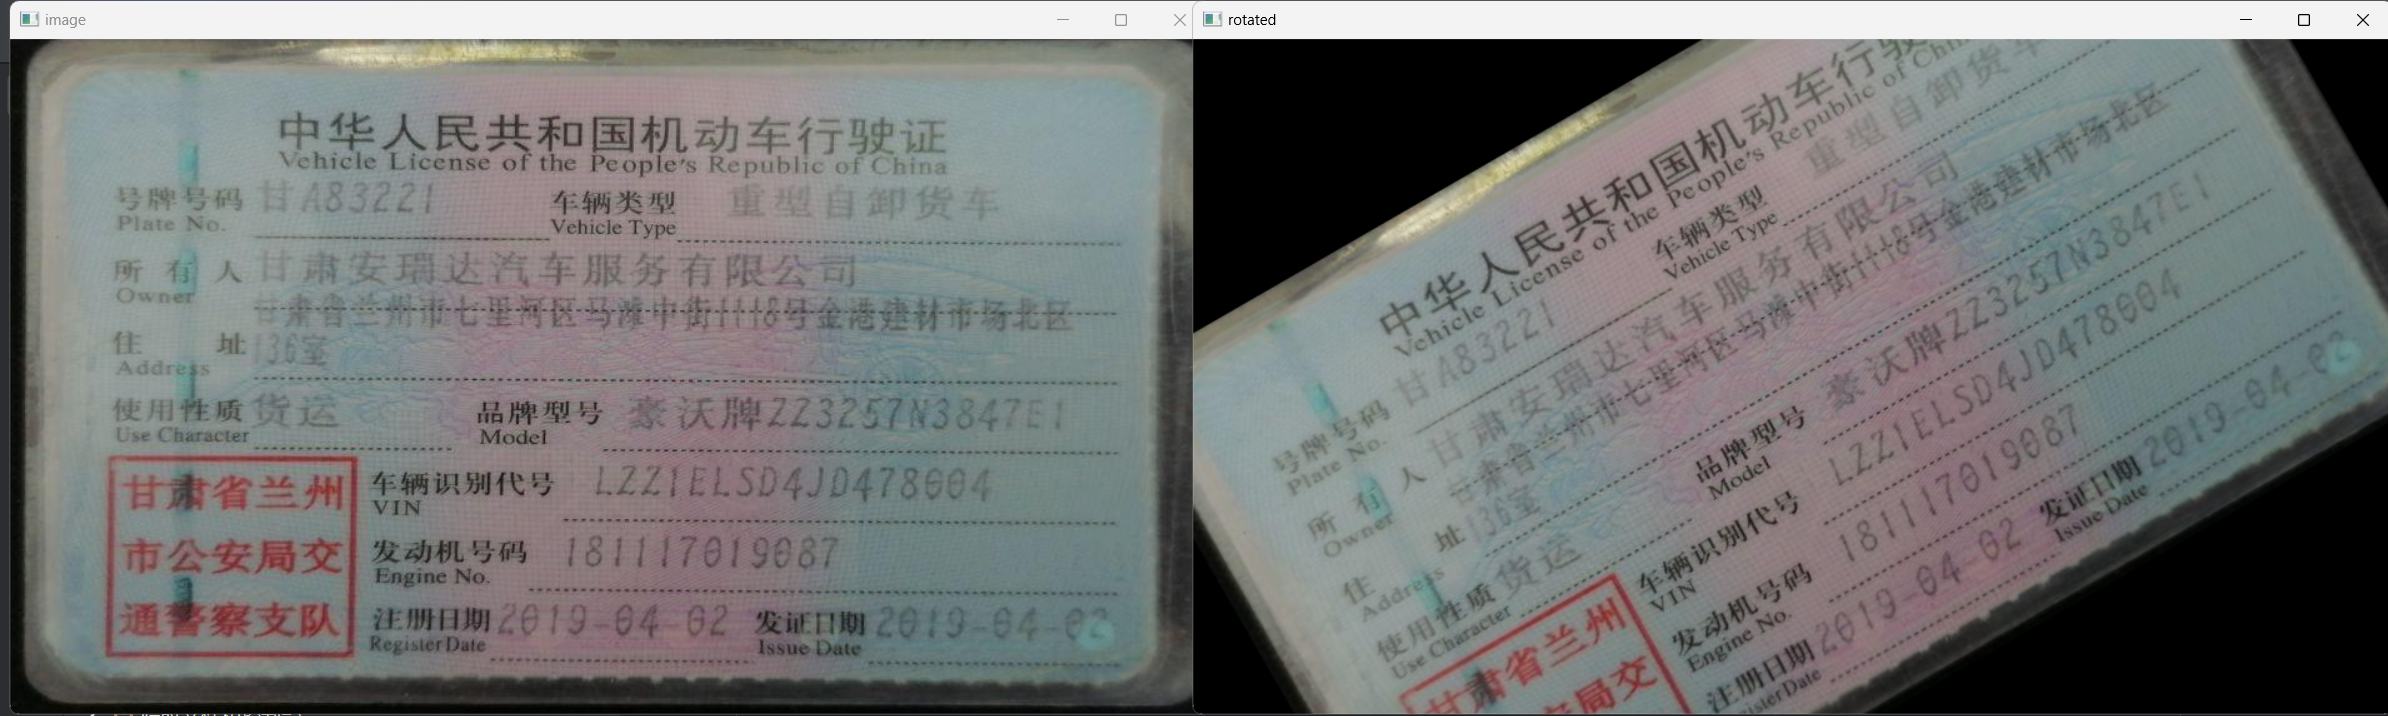 image
中华人民共和国机动车行驶证
Vehicle License of the People's Republic of China
号牌号码 甘A83221 车辆类型 重型自卸货车
Plate No. Vehicle Type
所有人 甘肃安瑞达汽车服务有限公司
Owner
甘肃省兰州市七里河区马滩中街1118号金港建材市场北区
住址 136室
Address
使用性质 货运 品牌型号 豪沃牌ZZ3257N3847E1
Use Character Model
甘肃省兰州
市公安局交
通警察支队
车辆识别代号 LZZ1ELSD4JD478004
VIN
发动机号码 181117019087
Engine No.
注册日期 2019-04-02 发证日期 2019-04-02
Register Date Issue Date
rotated
中华人民共和国机动车行驶
Vehicle License of the People's Republic of Chi
号牌号码 甘A83221 车辆类型 重型自卸货车
Plate No. Vehicle Type
所有人 甘肃安瑞达汽车服务有限公司
Owner
甘肃省兰州市七里河区马滩中街1118号金港建材市场北区
住址 136室
Address
使用性质 货运 品牌型号 豪沃牌ZZ3257N3847E1
Use Character Model
甘肃省兰州
局交
车辆识别代号 LZZ1ELSD4JD478004
VIN
发动机号码 181117019087
Engine No.
注册日期 2019-04-02 发证日期 2019-04-02
Register Date Issue Date